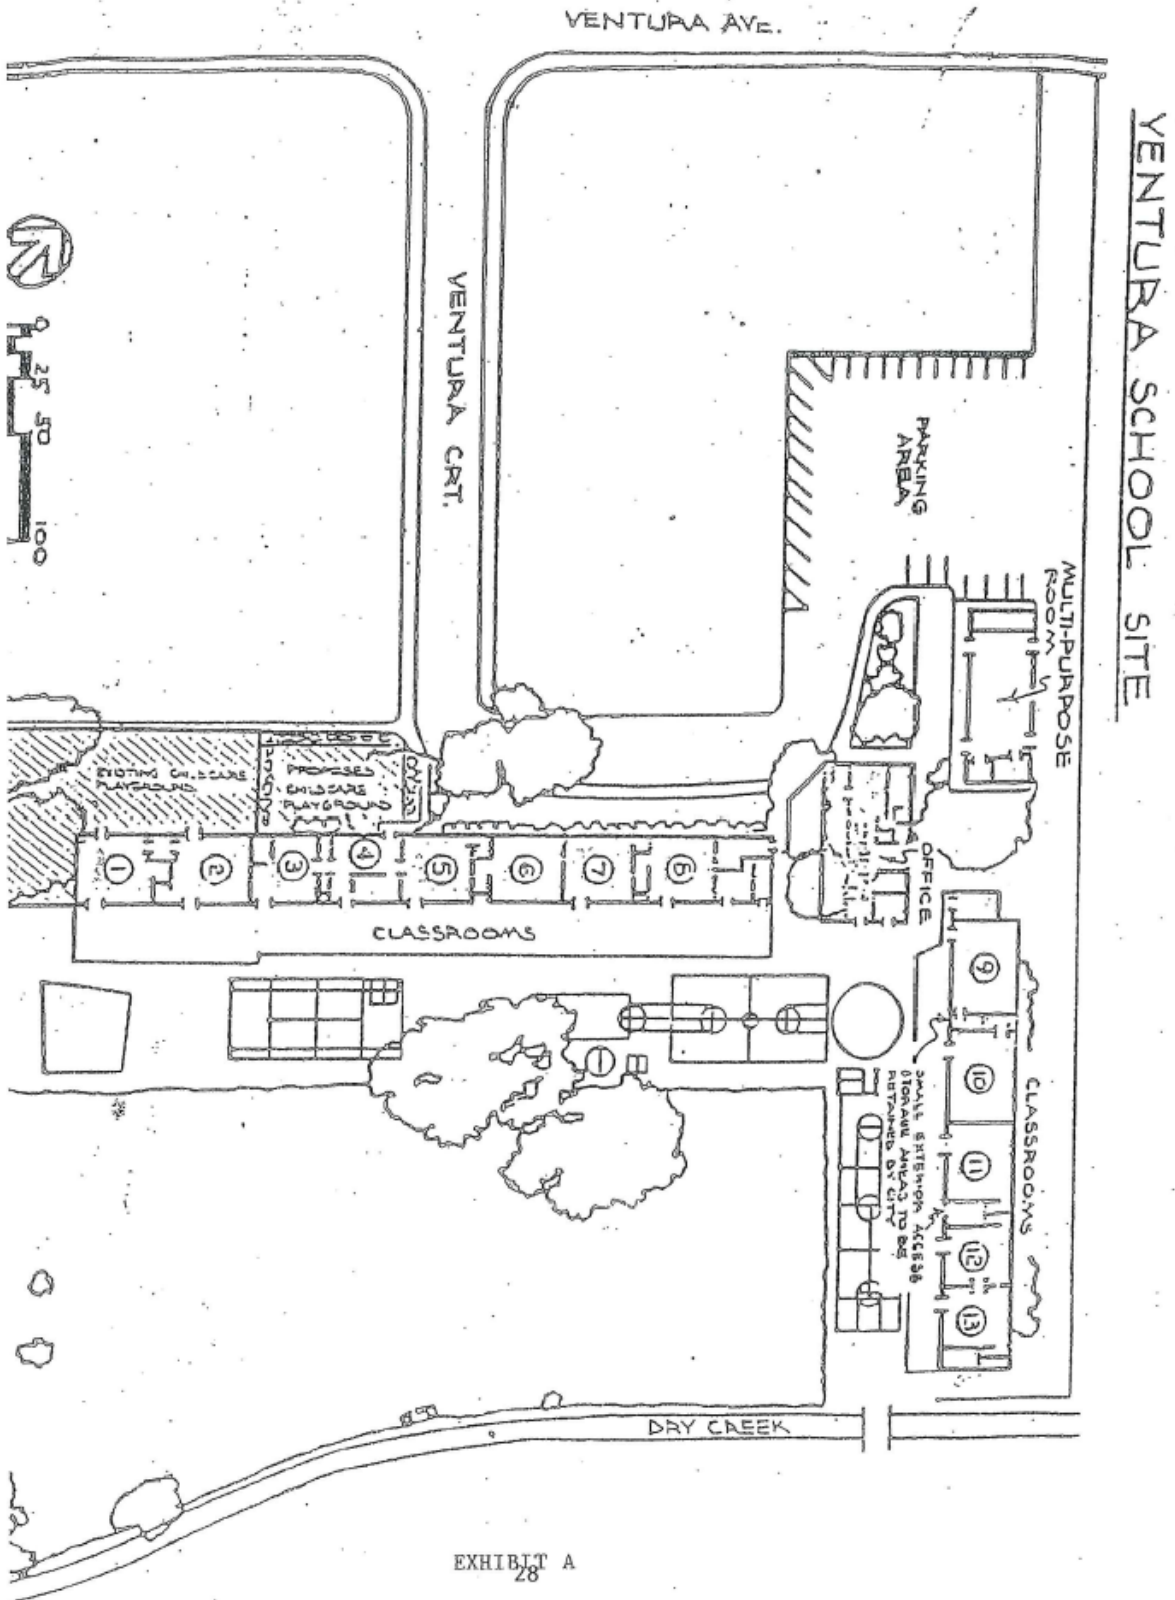 VENTURA AVE.
VENTURA SCHOOL SITE
VENTURA CRT.
0 25 50 100
PARKING
AREA
MULTI-PURPOSE
ROOM
OFFICE
EXISTING CHILDCARE
PLAYGROUND
PROPOSED
CHILDCARE
PLAYGROUND
1
2
3
4
5
6
7
8
CLASSROOMS
9
10
11
12
13
CLASSROOMS
SMALL EXTERIOR ACCESS
STORAGE AREAS TO BE
RETAINED BY CITY
DRY CREEK
EXHIBIT A
28